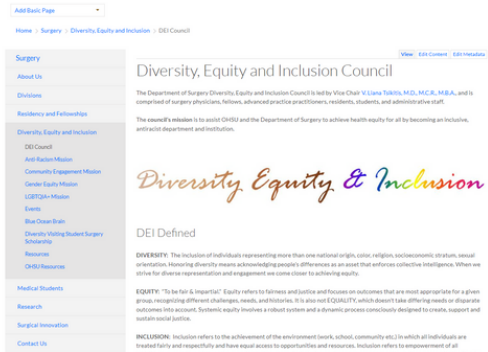 Add Basic Page
Home > Surgery > Diversity, Equity and Inclusion > DEI Council
View Edit Content Edit Metadata
Surgery
About Us
Divisions
Residency and Fellowships
Diversity, Equity and Inclusion
DEI Council
Anti-Racism Mission
Community Engagement Mission
Gender Equity Mission
LGBTQIA+ Mission
Events
Blue Ocean Brain
Diversity Visiting Student Surgery
Scholarship
Resources
OHSU Resources
Medical Students
Research
Surgical Innovation
Contact Us
Diversity, Equity and Inclusion Council
The Department of Surgery Diversity, Equity and Inclusion Council is led by Vice Chair V. Liana Tsikitis, M.D., M.C.R., M.B.A., and is
comprised of surgery physicians, fellows, advanced practice practitioners, residents, students, and administrative staff.
The council's mission is to assist OHSU and the Department of Surgery to achieve health equity for all by becoming an inclusive,
antiracist department and institution.
Diversity Equity & Inclusion
DEI Defined
DIVERSITY: The inclusion of individuals representing more than one national origin, color, religion, socioeconomic stratum, sexual
orientation. Honoring diversity means acknowledging people's differences as an asset that enforces collective intelligence. When we
strive for diverse representation and engagement we come closer to achieving equity.
EQUITY: "To be fair & impartial." Equity refers to fairness and justice and focuses on outcomes that are most appropriate for a given
group, recognizing different challenges, needs, and histories. It is also not EQUALITY, which doesn't take differing needs or disparate
outcomes into account. Systemic equity involves a robust system and a dynamic process consciously designed to create, support and
sustain social justice.
INCLUSION: Inclusion refers to the achievement of the environment (work, school, community etc.) in which all individuals are
treated fairly and respectfully and have equal access to opportunities and resources. Inclusion refers to empowerment of all